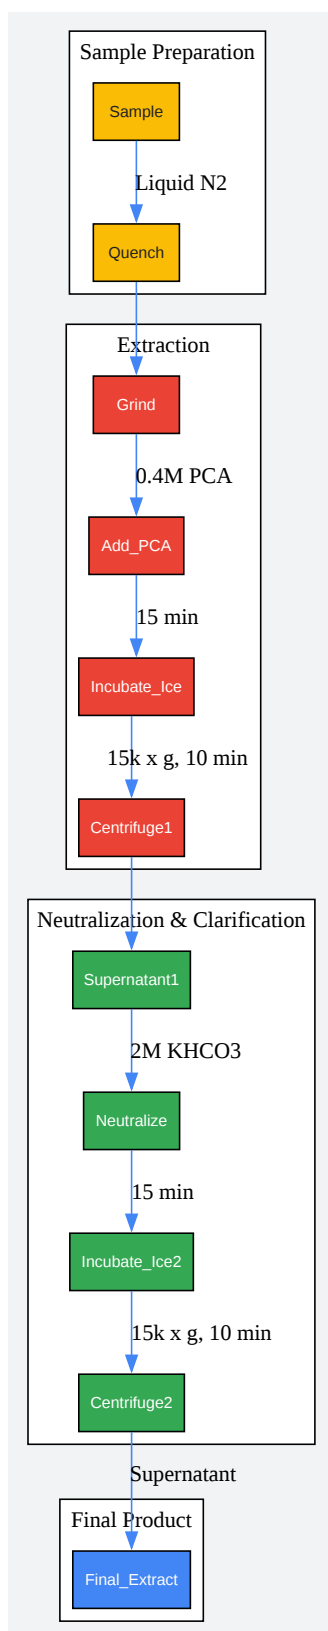 Sample Preparation
Sample
Liquid N2
Quench
Extraction
Grind
0.4M PCA
Add_PCA
15 min
Incubate_Ice
15k x g, 10 min
Centrifuge1
Neutralization & Clarification
Supernatant1
2M KHCO3
Neutralize
15 min
Incubate_Ice2
15k x g, 10 min
Centrifuge2
Supernatant
Final Product
Final_Extract